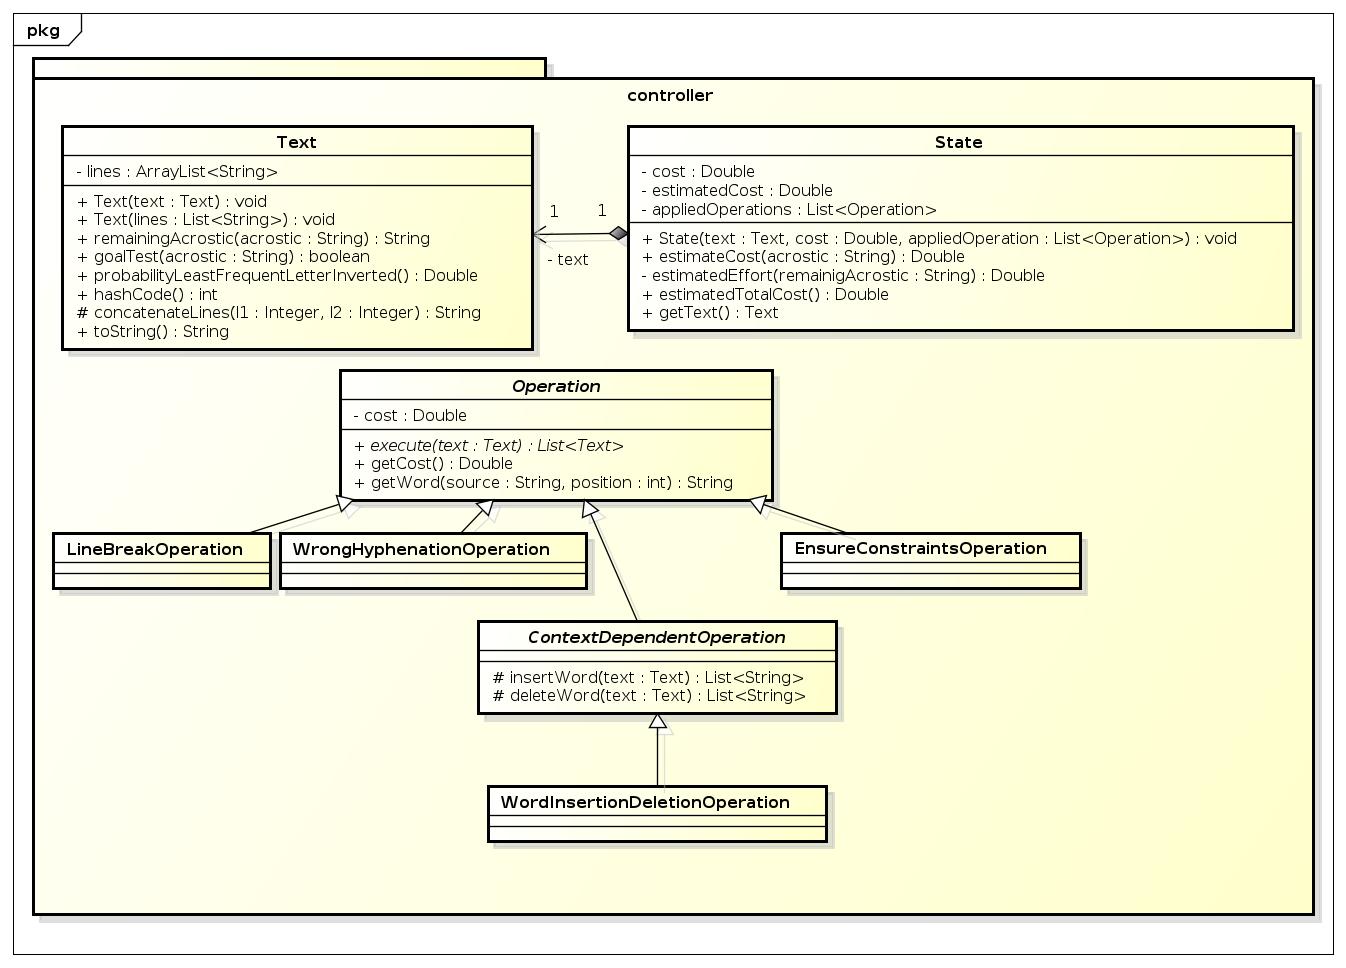 pkg
controller
Text
- lines : ArrayList<String>
+ Text(text : Text) : void
+ Text(lines : List<String>) : void
+ remainingAcrostic(acrostic : String) : String
+ goalTest(acrostic : String) : boolean
+ probabilityLeastFrequentLetterInverted() : Double
+ hashCode() : int
# concatenateLines(l1 : Integer, l2 : Integer) : String
+ toString() : String
1
1
- text
State
- cost : Double
- estimatedCost : Double
- appliedOperations : List<Operation>
+ State(text : Text, cost : Double, appliedOperation : List<Operation>) : void
+ estimateCost(acrostic : String) : Double
- estimatedEffort(remainigAcrostic : String) : Double
+ estimatedTotalCost() : Double
+ getText() : Text
Operation
- cost : Double
+ execute(text : Text) : List<Text>
+ getCost() : Double
+ getWord(source : String, position : int) : String
LineBreakOperation
WrongHyphenationOperation
EnsureConstraintsOperation
ContextDependentOperation
# insertWord(text : Text) : List<String>
# deleteWord(text : Text) : List<String>
WordInsertionDeletionOperation